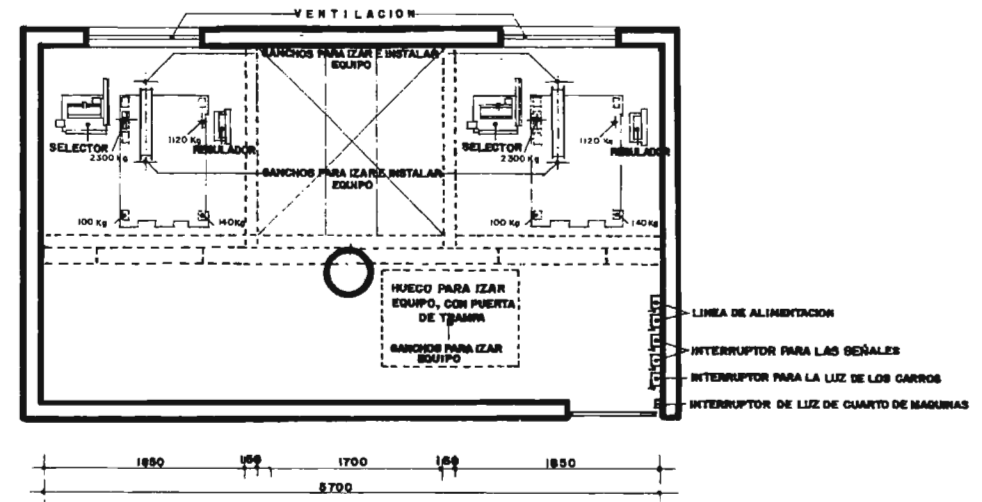 VENTILACION
GANCHOS PARA IZAR E INSTALAR
EQUIPO
SELECTOR
2300 Kg
1120 Kg
REGULADOR
SELECTOR
2300 Kg
1120 Kg
REGULADOR
GANCHOS PARA IZAR E INSTALAR
EQUIPO
100 Kg
140 Kg
100 Kg
140 Kg
HUECO PARA IZAR
EQUIPO, CON PUERTA
DE TRAMPA
GANCHOS PARA IZAR
EQUIPO
LINEA DE ALIMENTACION
INTERRUPTOR PARA LAS SEÑALES
INTERRUPTOR PARA LA LUZ DE LOS CARROS
INTERRUPTOR DE LUZ DE CUARTO DE MAQUINAS
1850 150 1700 150 1850
5700